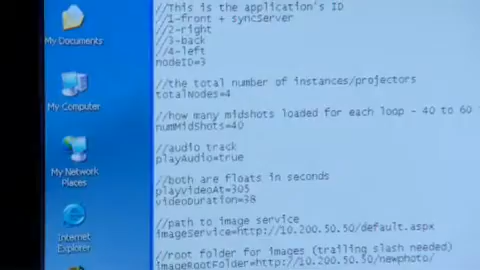 My Documents
My Computer
My Network
Places
Internet
Explorer
//This is the application's ID
//1-front + syncServer
//2-right
//3-back
//4-left
nodeID=3
//the total number of instances/projectors
totalNodes=4
//how many midshots loaded for each loop - 40 to 60
numMidShots=40
//audio track
playAudio=true
//both are floats in seconds
playVideoAt=305
videoDuration=38
//path to image service
imageService=http://10.200.50.50/default.aspx
//root folder for images (trailing slash needed)
imageRootFolder=http://10.200.50.50/newphoto/